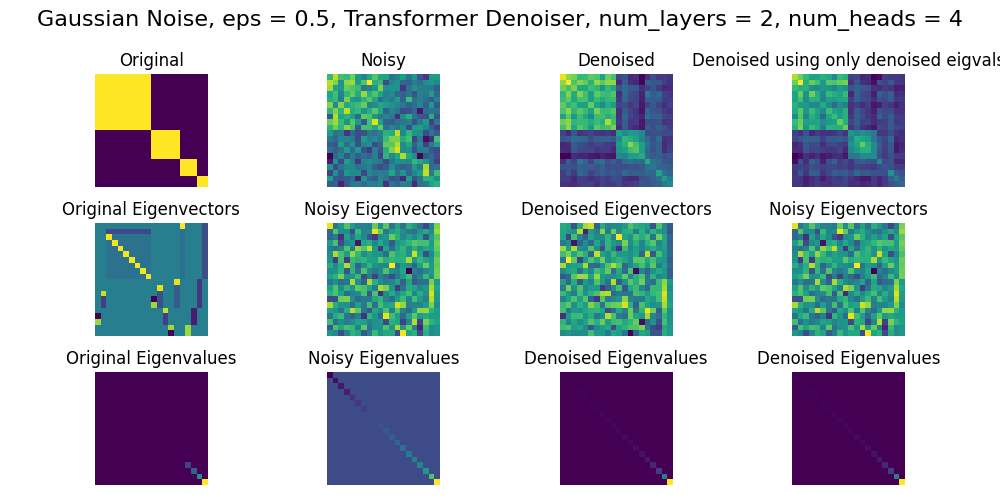 Gaussian Noise, eps = 0.5, Transformer Denoiser, num_layers = 2, num_heads = 4
Original
Noisy
Denoised
Denoised using only denoised eigvals
Original Eigenvectors
Noisy Eigenvectors
Denoised Eigenvectors
Noisy Eigenvectors
Original Eigenvalues
Noisy Eigenvalues
Denoised Eigenvalues
Denoised Eigenvalues